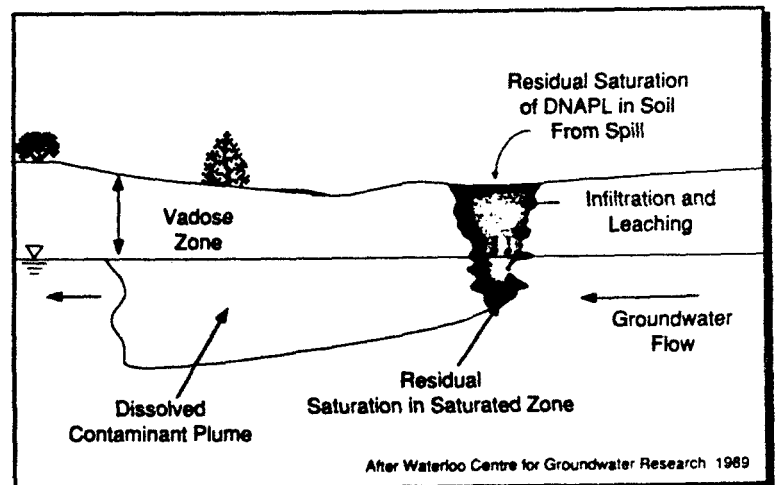 Residual Saturation
of DNAPL in Soil
From Spill
Vadose
Zone
Infiltration and
Leaching
Groundwater
Flow
Residual
Saturation in Saturated Zone
Dissolved
Contaminant Plume
After Waterloo Centre for Groundwater Research 1989